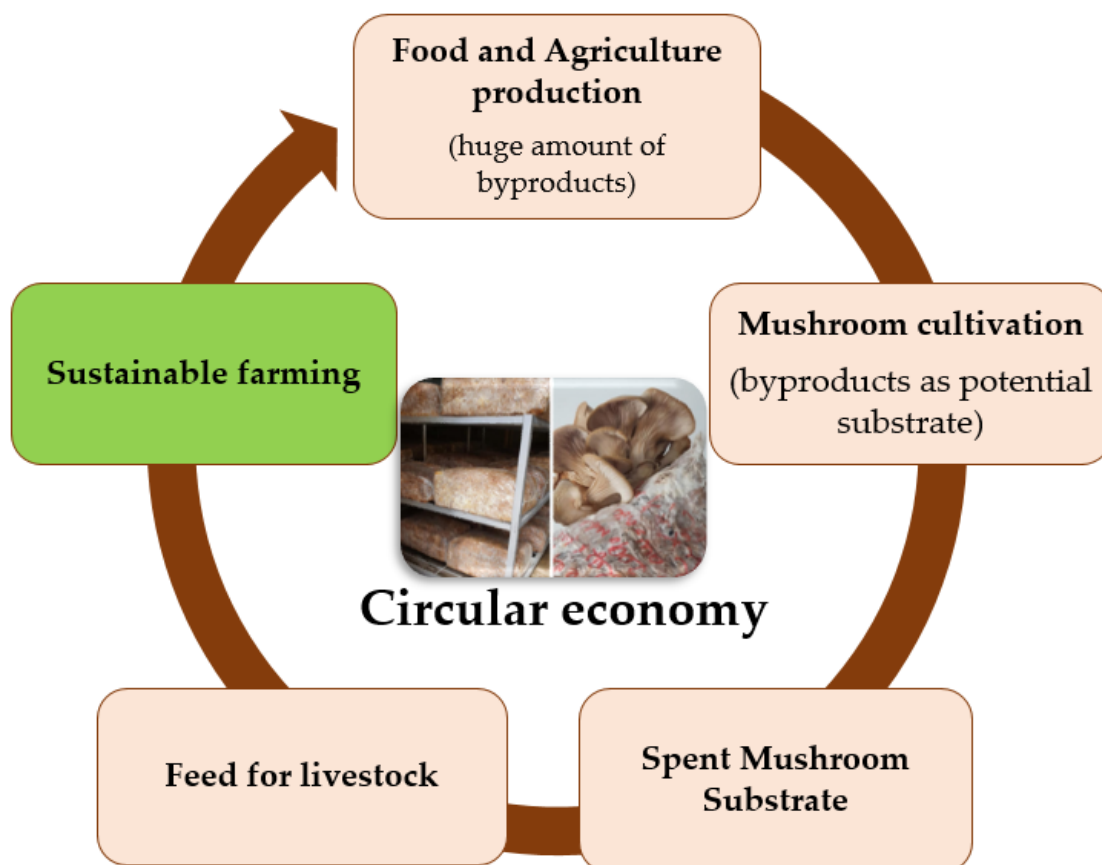 Food and Agriculture
production
(huge amount of
byproducts)
Mushroom cultivation
(byproducts as potential
substrate)
Spent Mushroom
Substrate
Feed for livestock
Sustainable farming
Circular economy